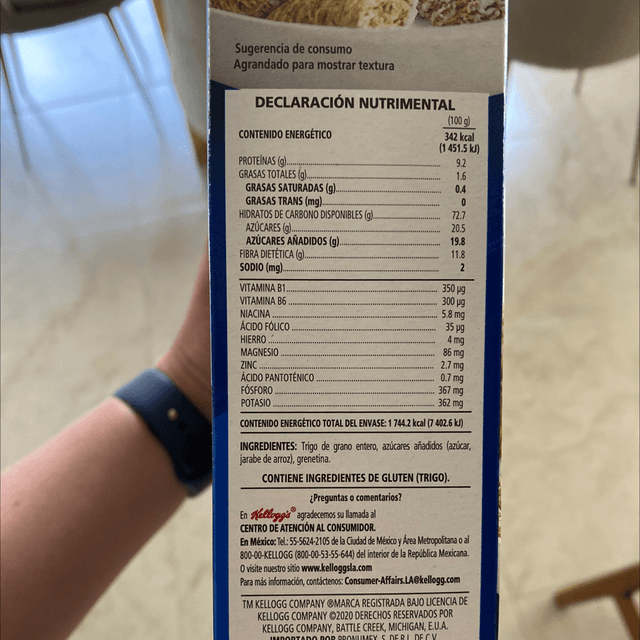 Sugerencia de consumo
Agrandado para mostrar textura
DECLARACIÓN NUTRIMENTAL
(100 g)
CONTENIDO ENERGÉTICO 342 kcal
(1 451.5 kJ)
PROTEÍNAS (g) 9.2
GRASAS TOTALES (g) 1.6
GRASAS SATURADAS (g) 0.4
GRASAS TRANS (mg) 0
HIDRATOS DE CARBONO DISPONIBLES (g) 72.7
AZÚCARES (g) 20.5
AZÚCARES AÑADIDOS (g) 19.8
FIBRA DIETÉTICA (g) 11.8
SODIO (mg) 2
VITAMINA B1 350 µg
VITAMINA B6 300 µg
NIACINA 5.8 mg
ÁCIDO FÓLICO 35 µg
HIERRO 4 mg
MAGNESIO 86 mg
ZINC 2.7 mg
ÁCIDO PANTOTÉNICO 0.7 mg
FÓSFORO 367 mg
POTASIO 362 mg
CONTENIDO ENERGÉTICO TOTAL DEL ENVASE: 1 744.2 kcal (7 402.6 kJ)
INGREDIENTES: Trigo de grano entero, azúcares añadidos (azúcar,
jarabe de arroz), grenetina.
CONTIENE INGREDIENTES DE GLUTEN (TRIGO).
¿Preguntas o comentarios?
En Kellogg's® agradecemos su llamada al
CENTRO DE ATENCIÓN AL CONSUMIDOR.
En México: Tel.: 55-5624-2105 de la Ciudad de México y Área Metropolitana o al
800-00-KELLOGG (800-00-53-55-644) del interior de la República Mexicana.
O visite nuestro sitio www.kelloggsla.com
Para más información, contáctenos: Consumer-Affairs.LA@kellogg.com
TM KELLOGG COMPANY ®MARCA REGISTRADA BAJO LICENCIA DE
KELLOGG COMPANY ©2020 DERECHOS RESERVADOS POR
KELLOGG COMPANY, BATTLE CREEK, MICHIGAN, E.U.A.
IMPORTADO POR PRONUMEX, S. DE R.L. DE C.V.